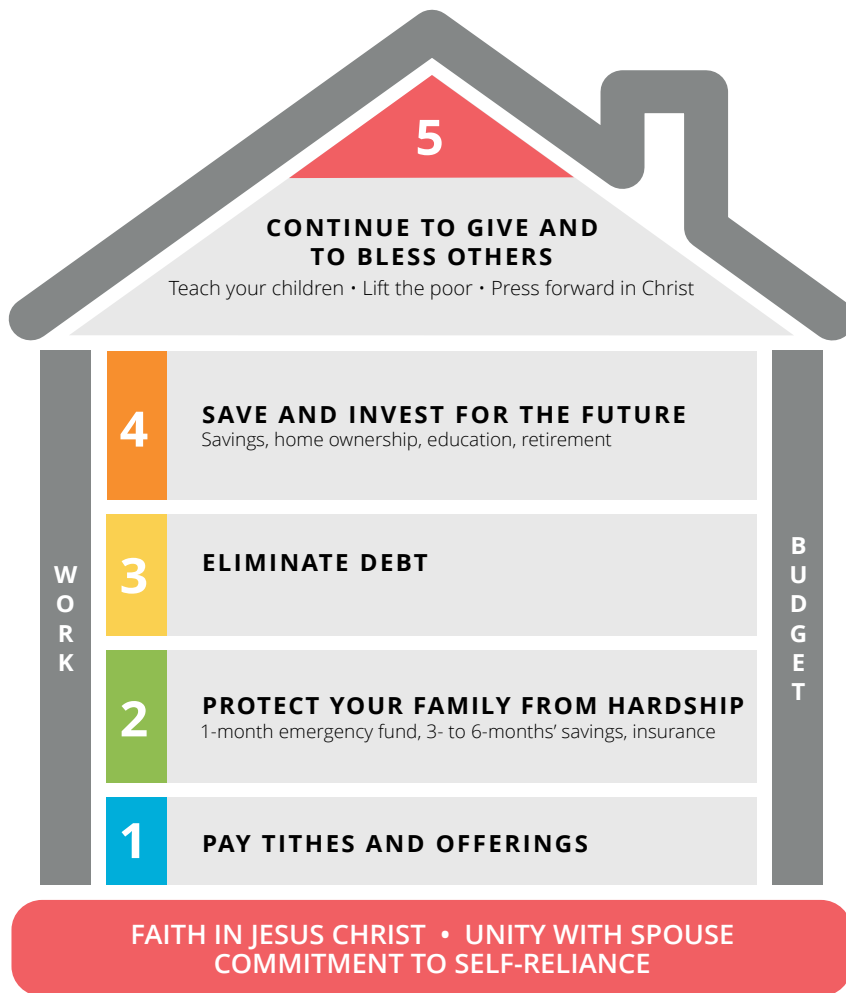 5
CONTINUE TO GIVE AND
TO BLESS OTHERS
Teach your children • Lift the poor • Press forward in Christ
4
SAVE AND INVEST FOR THE FUTURE
Savings, home ownership, education, retirement
3
ELIMINATE DEBT
2
PROTECT YOUR FAMILY FROM HARDSHIP
1-month emergency fund, 3- to 6-months’ savings, insurance
1
PAY TITHES AND OFFERINGS
WORK
BUDGET
FAITH IN JESUS CHRIST • UNITY WITH SPOUSE
COMMITMENT TO SELF-RELIANCE